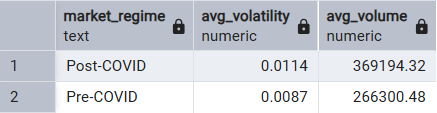 market_regime avg_volatility avg_volume
text numeric numeric
1 Post-COVID 0.0114 369194.32
2 Pre-COVID 0.0087 266300.48